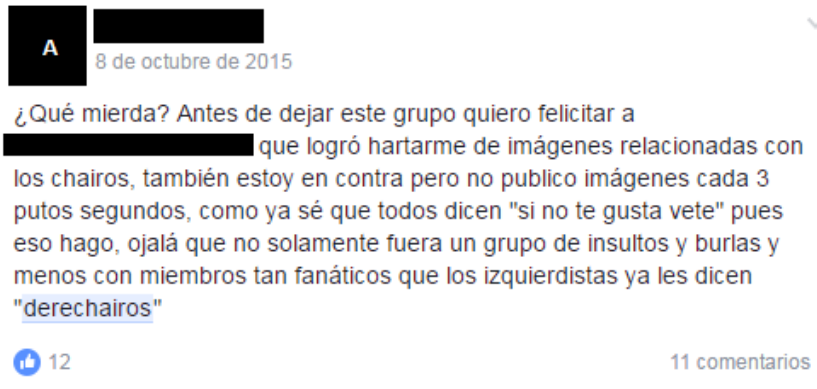 A
8 de octubre de 2015
¿Qué mierda? Antes de dejar este grupo quiero felicitar a
que logró hartarme de imágenes relacionadas con
los chairos, también estoy en contra pero no publico imágenes cada 3
putos segundos, como ya sé que todos dicen "si no te gusta vete" pues
eso hago, ojalá que no solamente fuera un grupo de insultos y burlas y
menos con miembros tan fanáticos que los izquierdistas ya les dicen
"derechairos"
12
11 comentarios